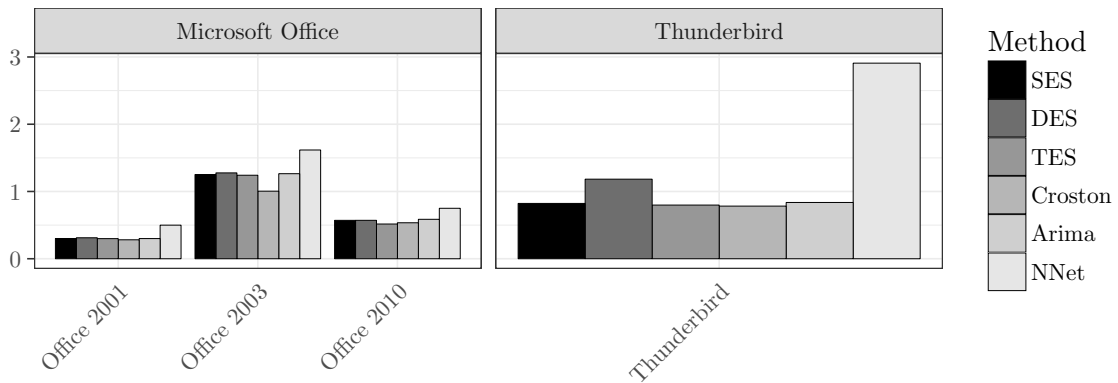 Microsoft Office
Thunderbird
3
2
1
0
Office 2001
Office 2003
Office 2010
Thunderbird
Method
SES
DES
TES
Croston
Arima
NNet